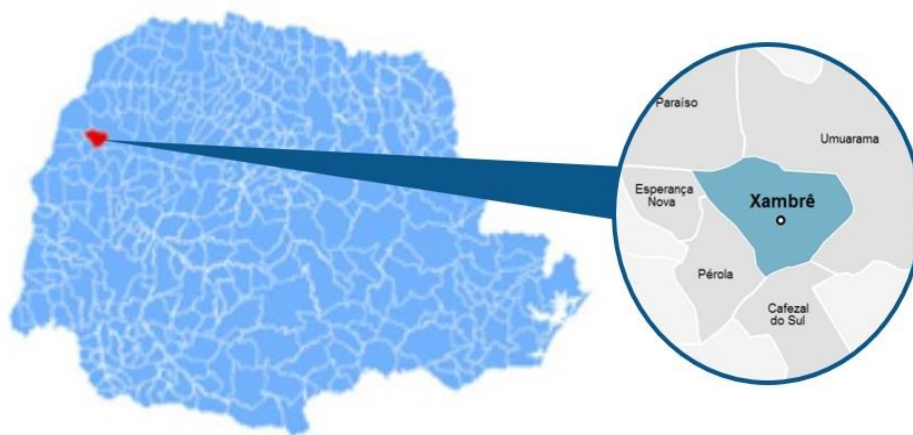 Paraíso
Umuarama
Esperança
Nova
Xambrê
Pérola
Cafezal
do Sul